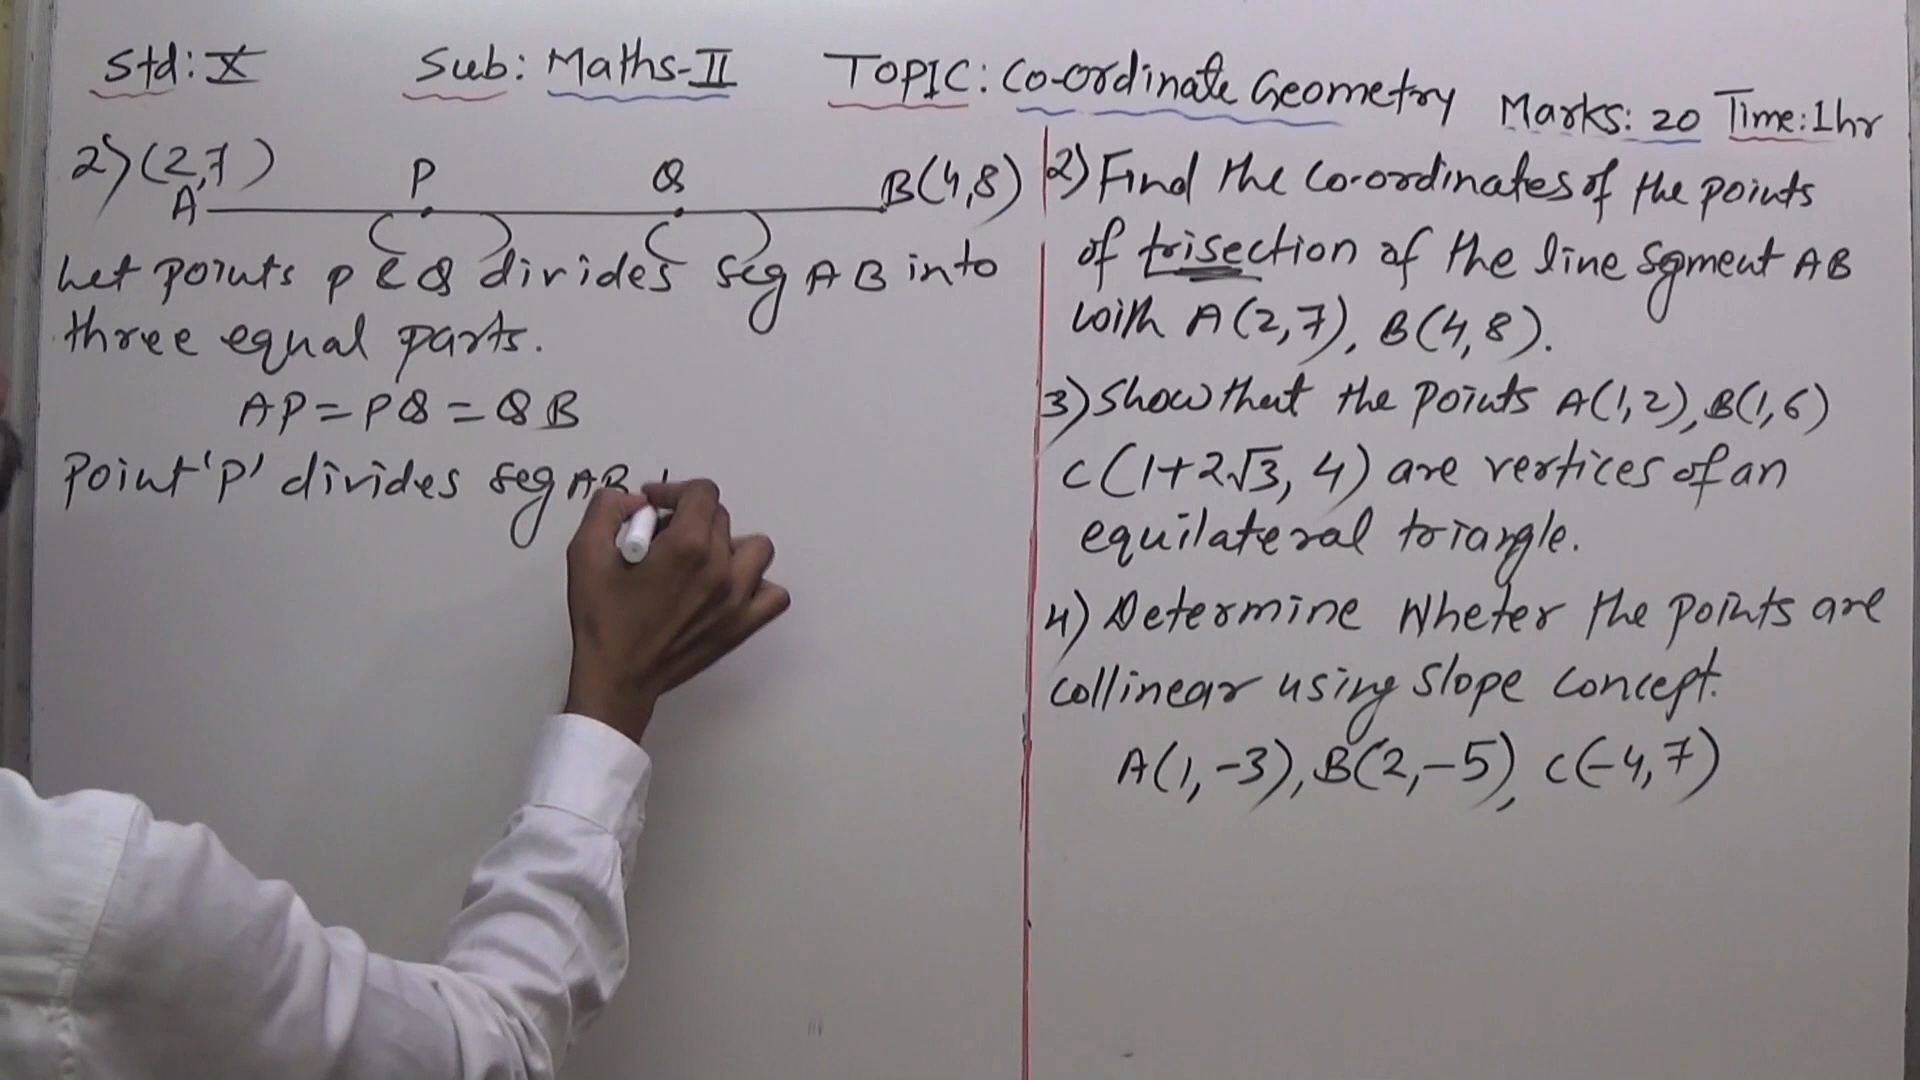 Std: X Sub: Maths-II TOPIC: Co-ordinate Geometry Marks: 20 Time: 1hr
2) (2,7) P Q B(4,8)
A
Let points P & Q divides seg AB into
three equal parts.
AP = PQ = QB
Point 'P' divides seg AB
2) Find the Co-ordinates of the points
of trisection of the line Sgment AB
with A(2,7), B(4,8).
3) Show that the points A(1,2), B(1,6)
C(1+2√3, 4) are vertices of an
equilateral triangle.
4) Determine Wheter the points are
collinear using slope concept.
A(1,-3), B(2,-5), C(-4,7)